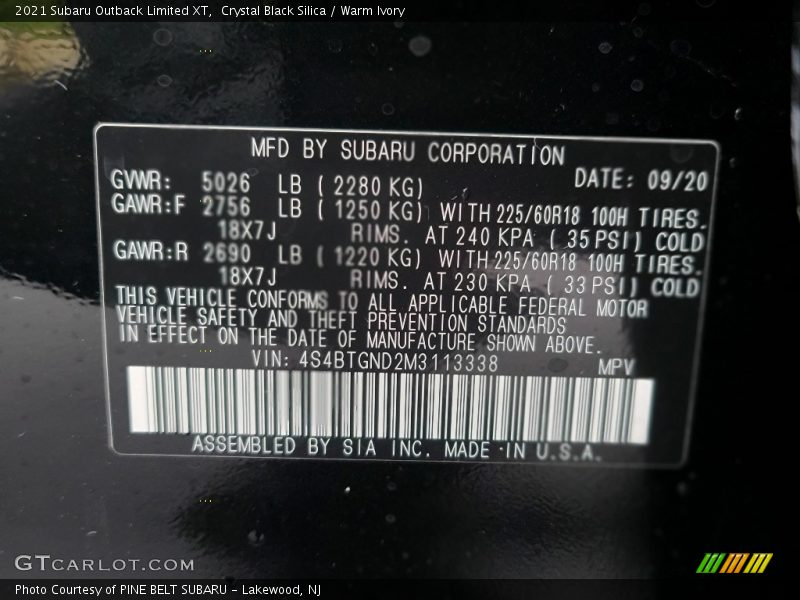 2021 Subaru Outback Limited XT, Crystal Black Silica / Warm Ivory
MFD BY SUBARU CORPORATION
GVWR: 5026 LB ( 2280 KG) DATE: 09/20
GAWR:F 2756 LB ( 1250 KG) WITH 225/60R18 100H TIRES.
18X7J RIMS. AT 240 KPA ( 35 PSI) COLD
GAWR:R 2690 LB ( 1220 KG) WITH 225/60R18 100H TIRES.
18X7J RIMS. AT 230 KPA ( 33 PSI) COLD
THIS VEHICLE CONFORMS TO ALL APPLICABLE FEDERAL MOTOR
VEHICLE SAFETY AND THEFT PREVENTION STANDARDS
IN EFFECT ON THE DATE OF MANUFACTURE SHOWN ABOVE.
VIN: 4S4BTGND2M3113338 MPV
ASSEMBLED BY SIA INC. MADE IN U.S.A.
GTCARLOT.COM
Photo Courtesy of PINE BELT SUBARU – Lakewood, NJ